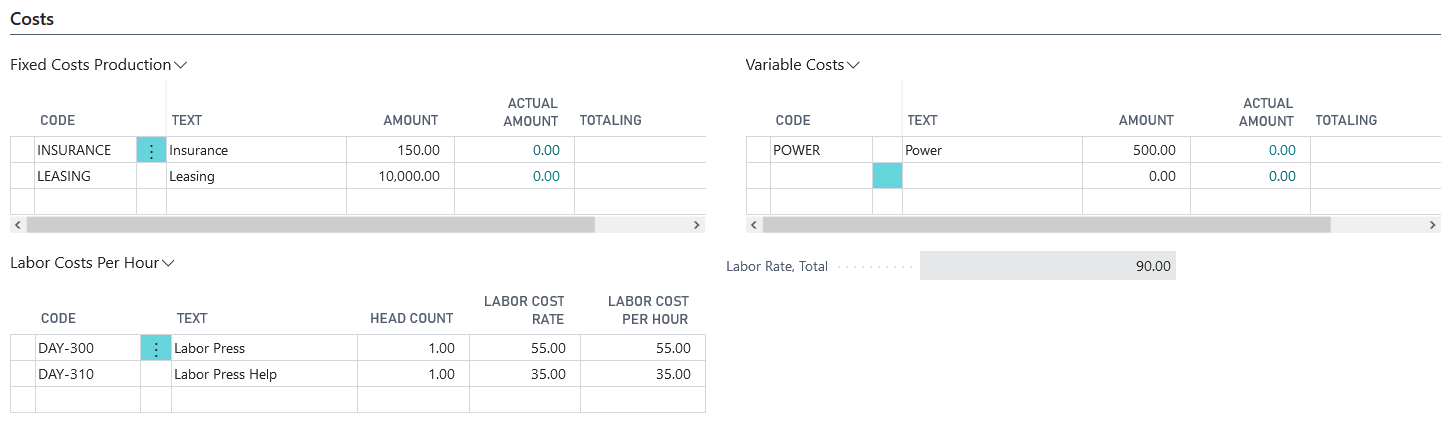 Costs
Fixed Costs Production
CODE TEXT AMOUNT ACTUAL AMOUNT TOTALING
INSURANCE Insurance 150.00 0.00
LEASING Leasing 10,000.00 0.00
Variable Costs
CODE TEXT AMOUNT ACTUAL AMOUNT TOTALING
POWER Power 500.00 0.00
0.00 0.00
Labor Costs Per Hour
CODE TEXT HEAD COUNT LABOR COST RATE LABOR COST PER HOUR
DAY-300 Labor Press 1.00 55.00 55.00
DAY-310 Labor Press Help 1.00 35.00 35.00
Labor Rate, Total 90.00